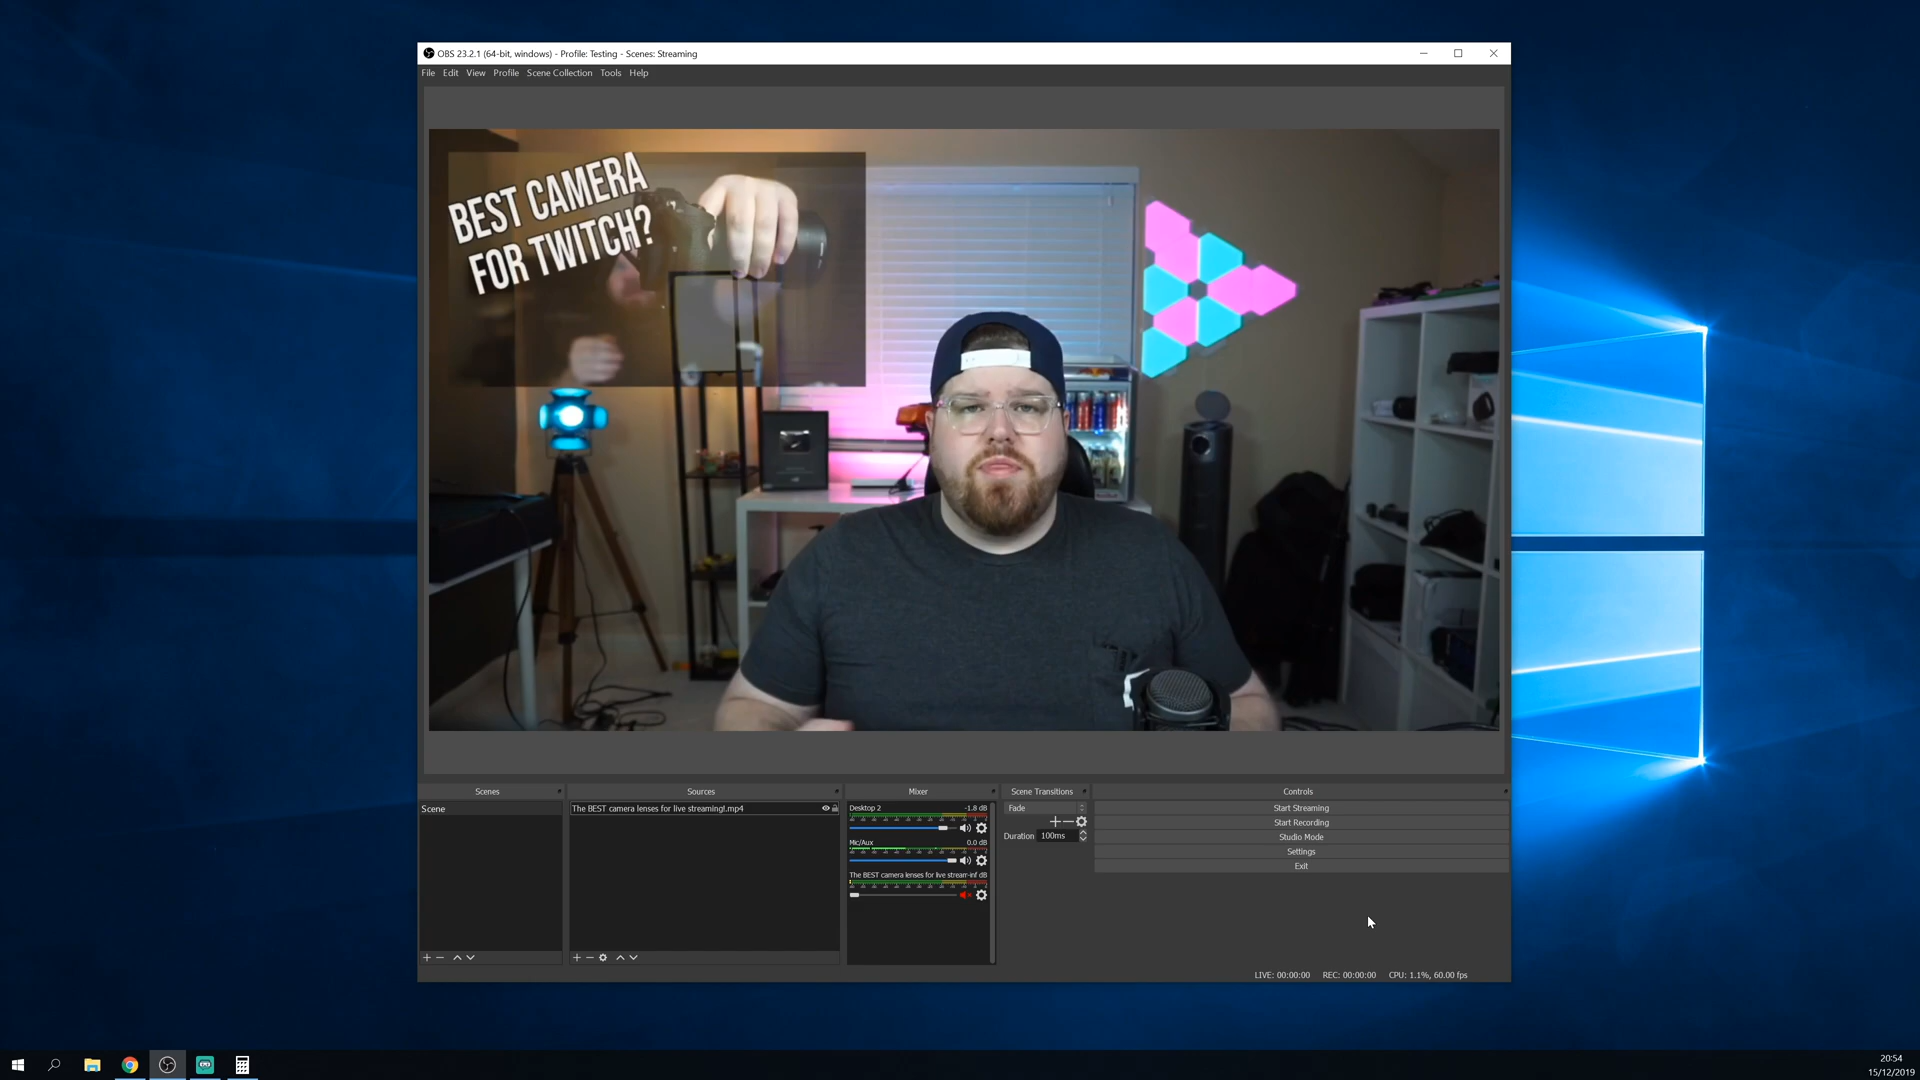 OBS 23.2.1 (64-bit, windows) - Profile: Testing - Scenes: Streaming
File Edit View Profile Scene Collection Tools Help
BEST CAMERA
FOR TWITCH?
Scenes
Scene
Sources
The BEST camera lenses for live streaming!.mp4
Mixer
Desktop 2 -1.8 dB
Mic/Aux 0.0 dB
The BEST camera lenses for live stream -inf dB
Scene Transitions
Fade
Duration 100ms
Controls
Start Streaming
Start Recording
Studio Mode
Settings
Exit
LIVE: 00:00:00 REC: 00:00:00 CPU: 1.1%, 60.00 fps
20:54
15/12/2019